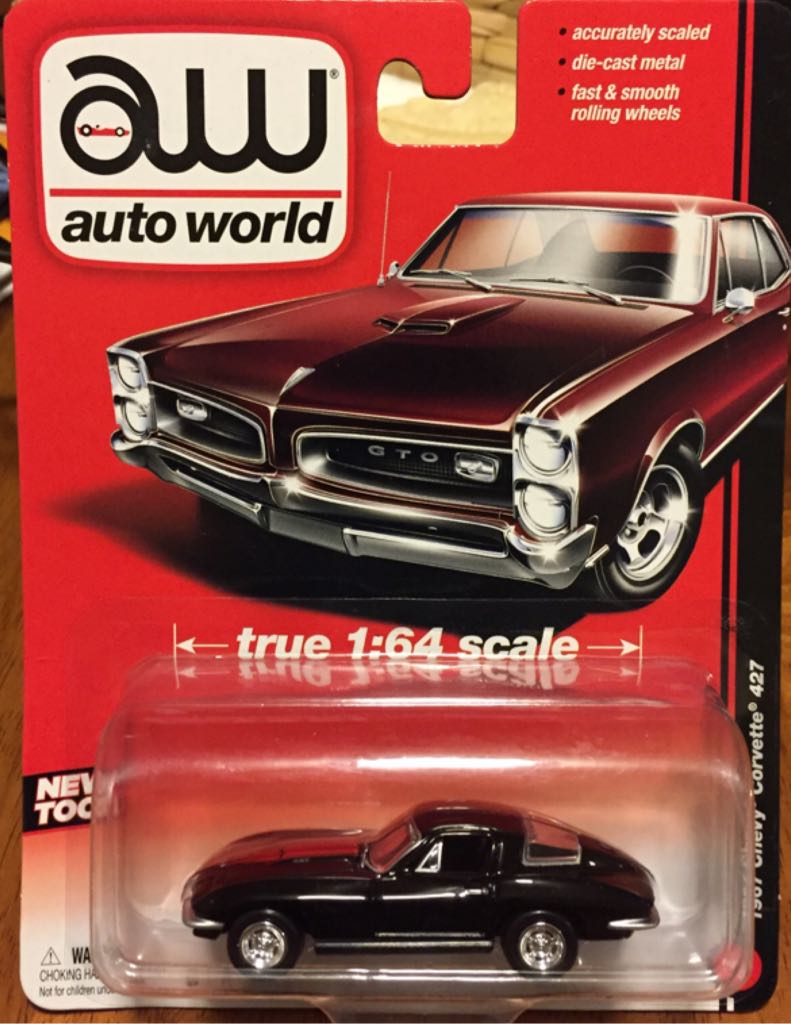 • accurately scaled
• die-cast metal
• fast & smooth
rolling wheels
aw®
auto world
GTO
← true 1:64 scale →
1967 Chevy Corvette® 427
NEW
TOO
⚠ WA
CHOKING HA
Not for children und